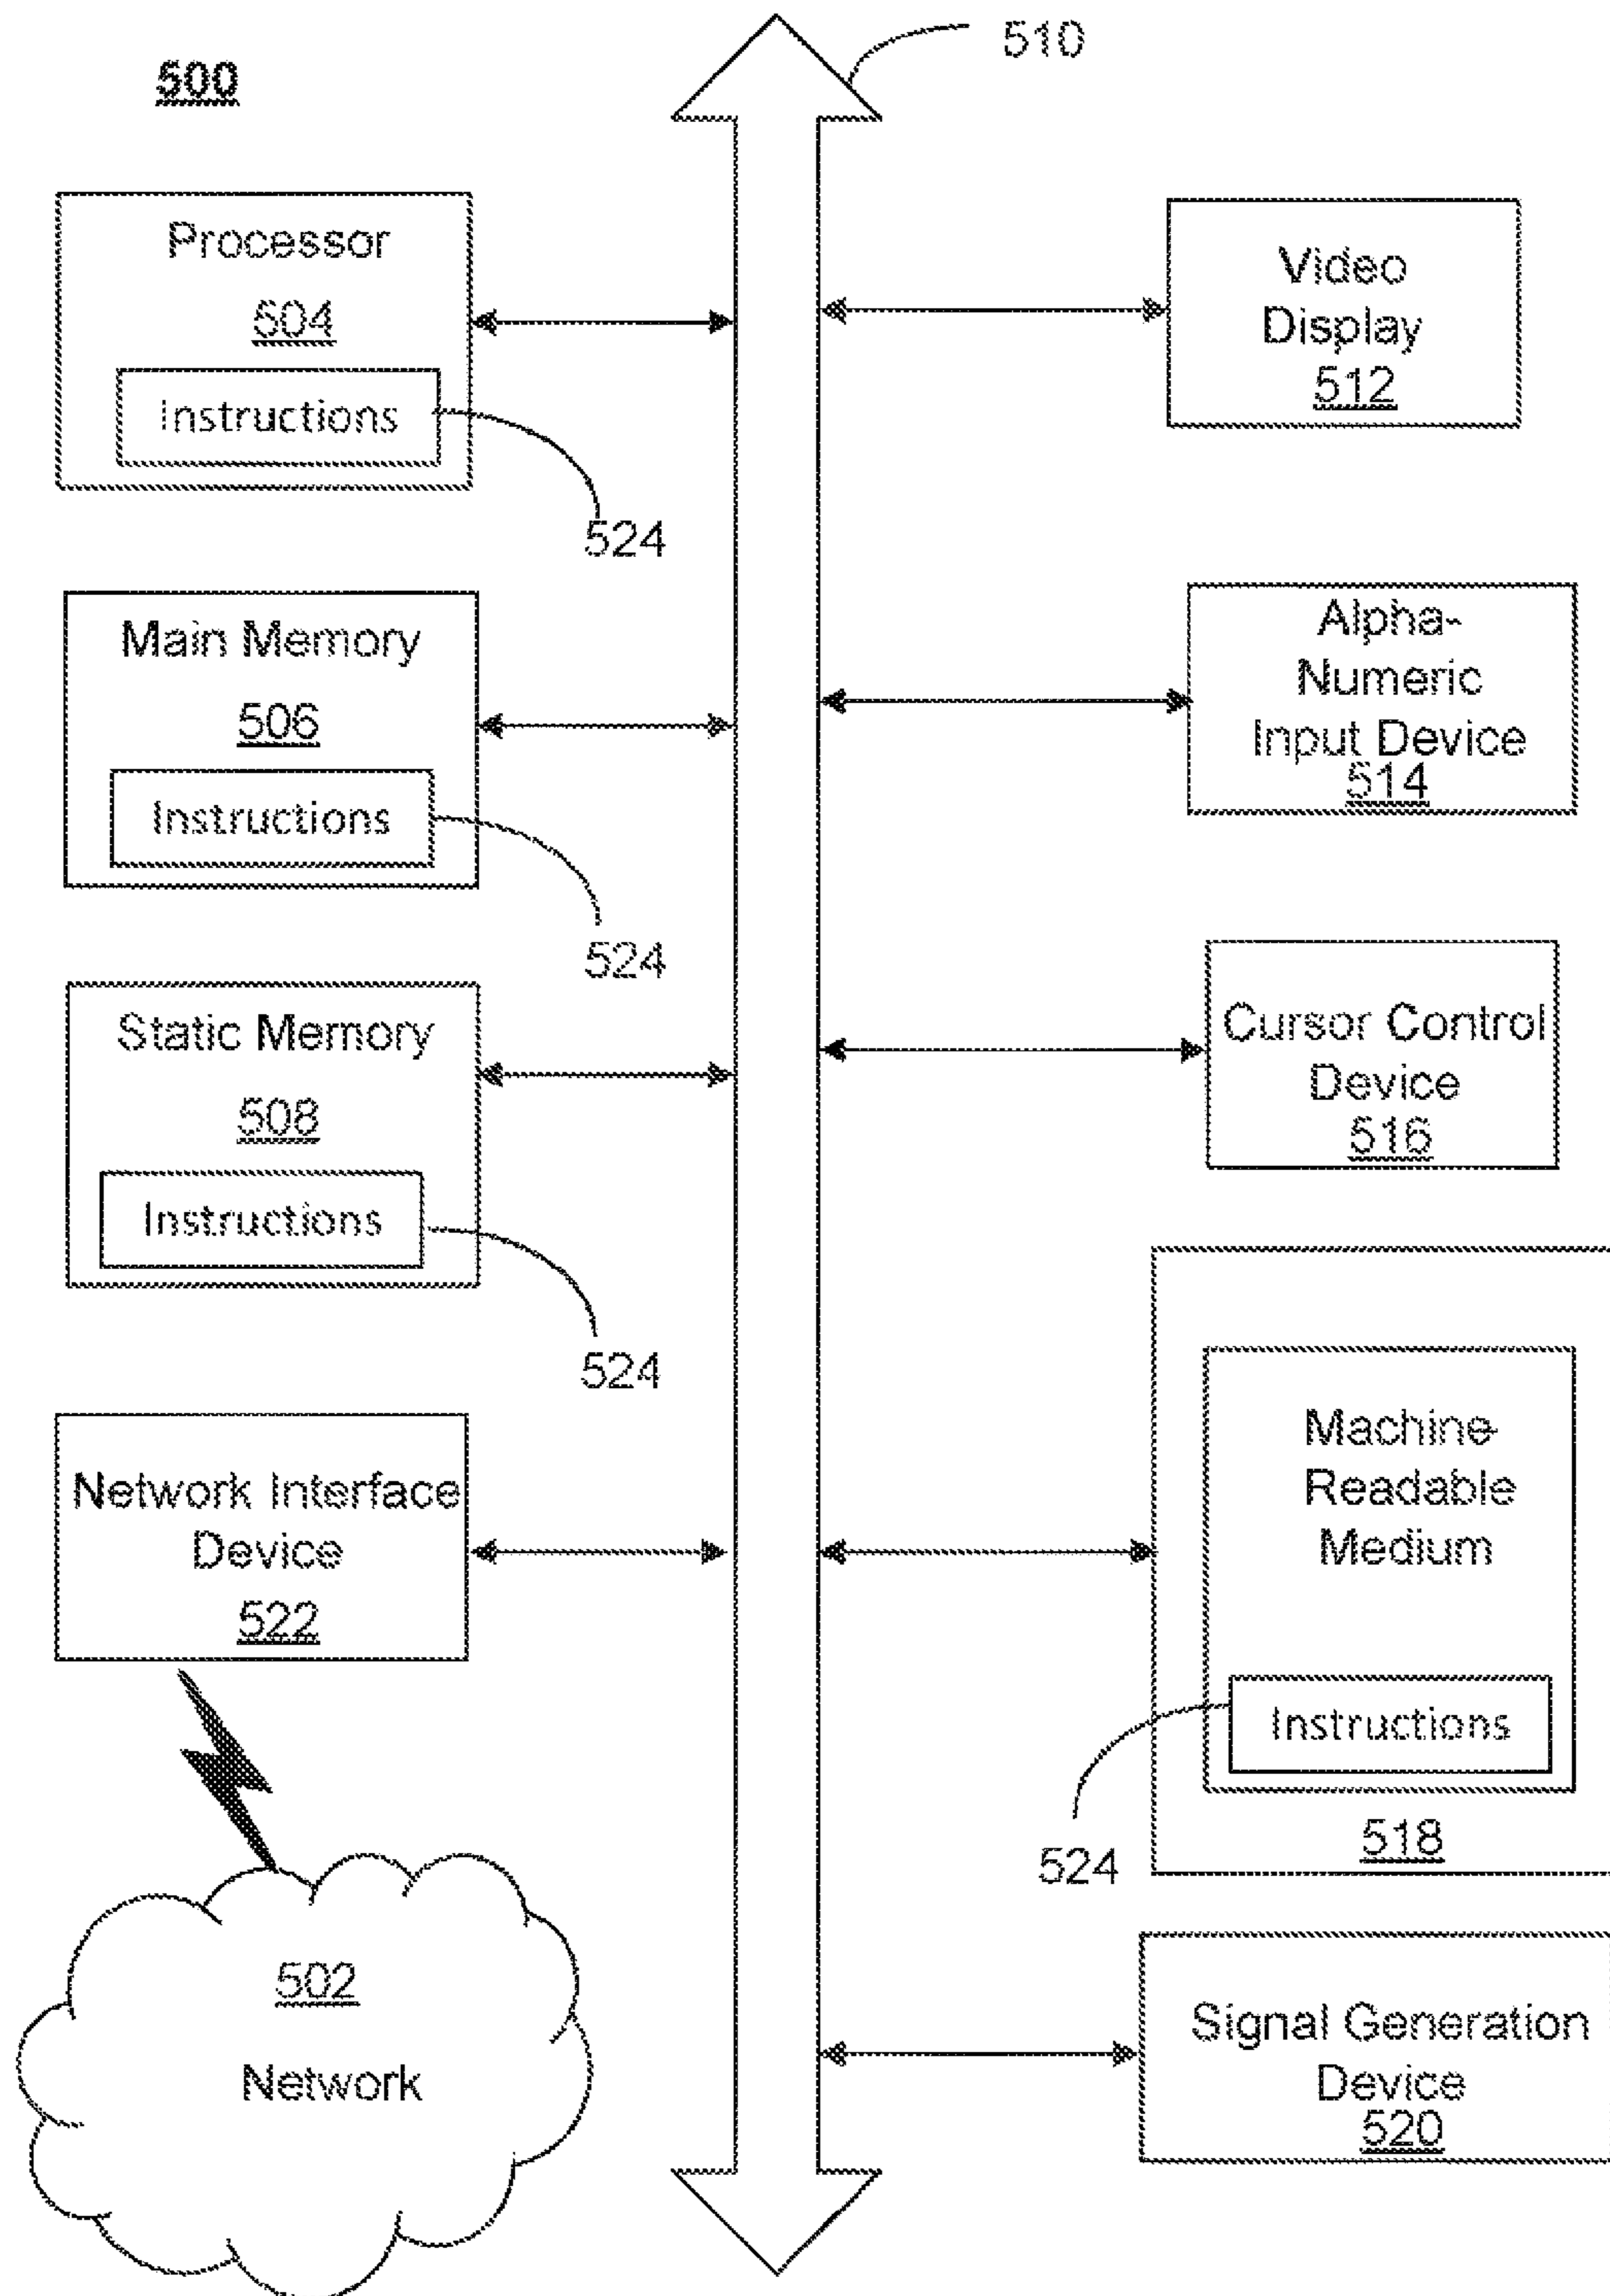 500
510
Processor
504
Instructions
524
Main Memory
506
Instructions
524
Static Memory
508
Instructions
524
Network Interface
Device
522
502
Network
Video
Display
512
Alpha-
Numeric
Input Device
514
Cursor Control
Device
516
Machine-
Readable
Medium
Instructions
524
518
Signal Generation
Device
520